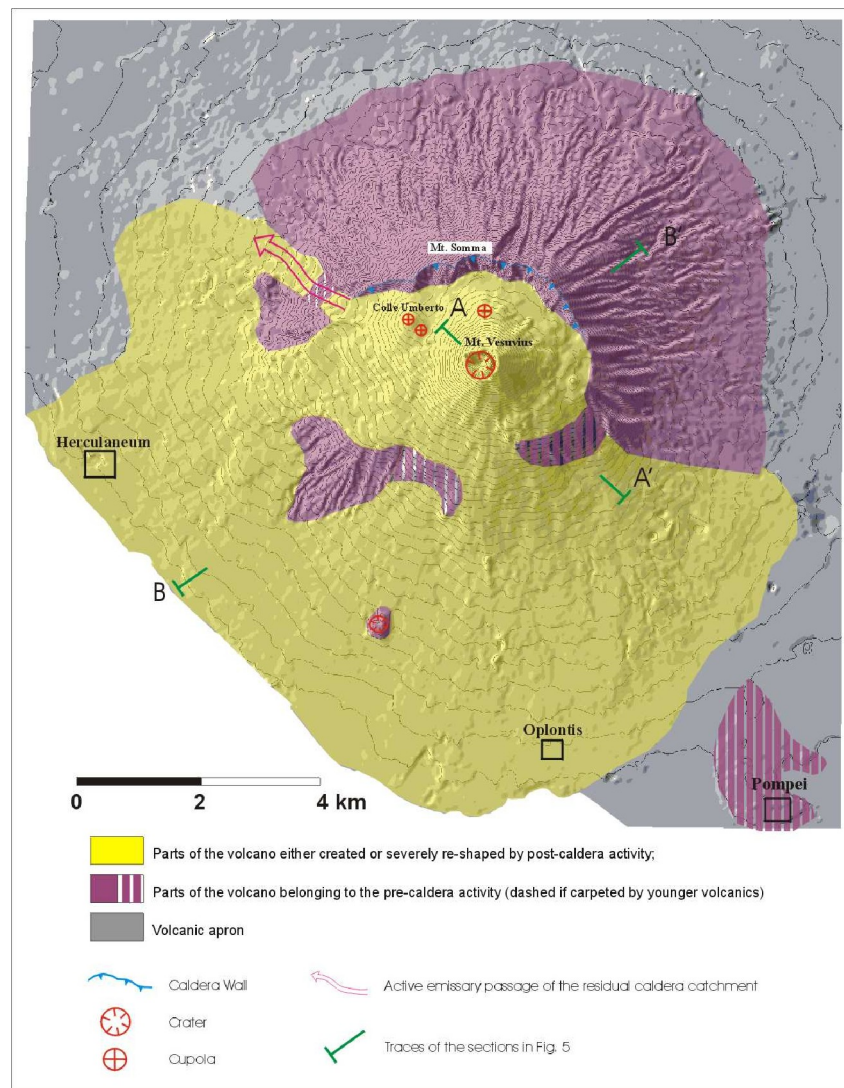 B
Mt. Somma
A
Colle Umberto
Mt. Vesuvius
Herculaneum
A'
B
Oplontis
Pompei
0 2 4 km
Parts of the volcano either created or severely re-shaped by post-caldera activity;
Parts of the volcano belonging to the pre-caldera activity (dashed if carpeted by younger volcanics)
Volcanic apron
Caldera Wall
Active emissary passage of the residual caldera catchment
Crater
Cupola
Traces of the sections in Fig. 5